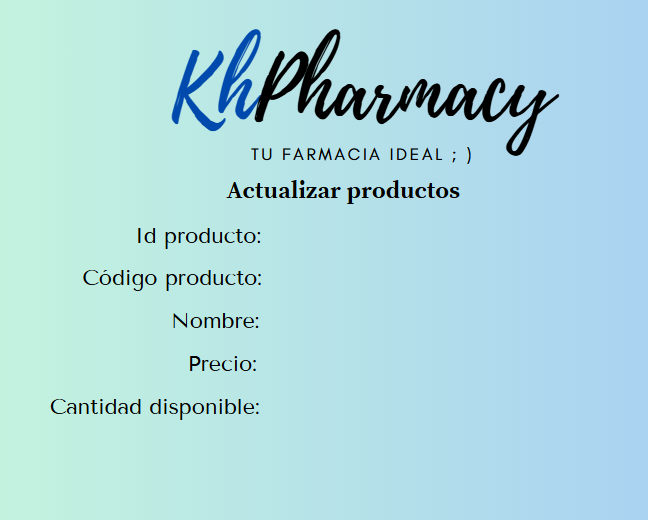 KhPharmacy
TU FARMACIA IDEAL ; )
Actualizar productos
Id producto:
Código producto:
Nombre:
Precio:
Cantidad disponible: